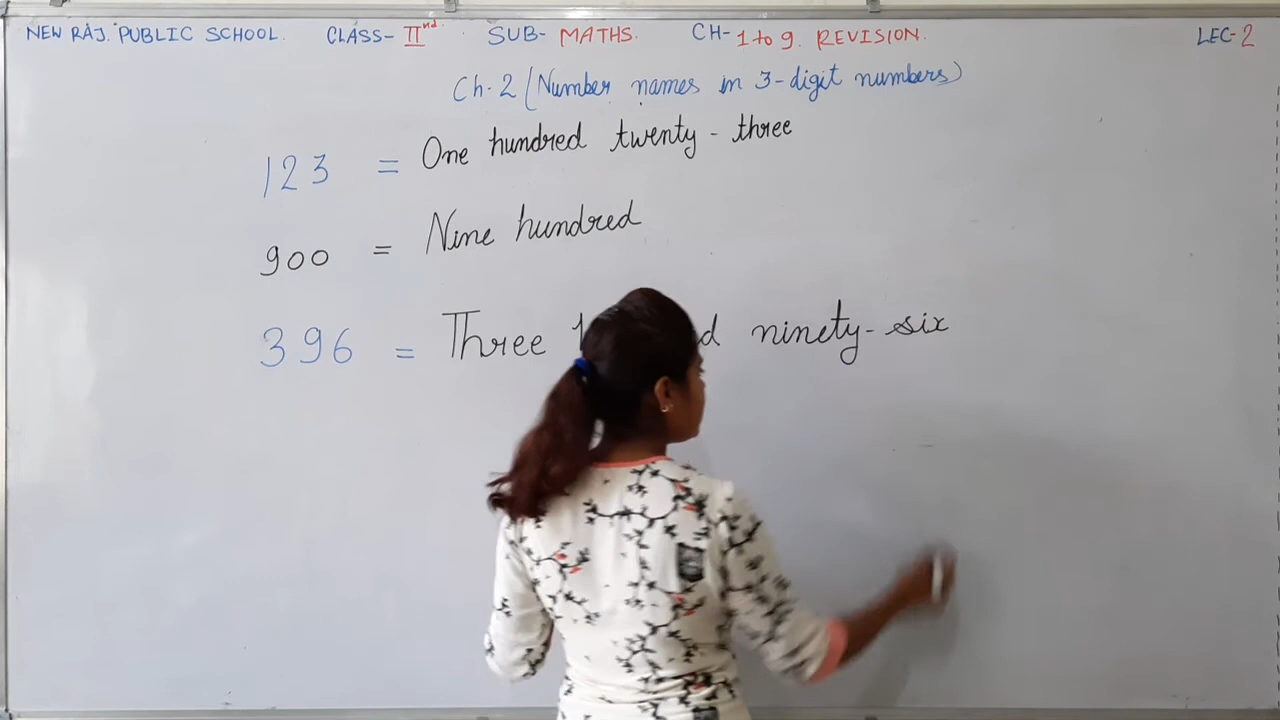 NEW RAJ. PUBLIC SCHOOL. CLASS- IInd. SUB- MATHS. CH- 1 to 9. REVISION. LEC-2
Ch. 2 (Number names in 3-digit numbers)
123 = One hundred twenty-three
900 = Nine hundred
396 = Three ninety-six